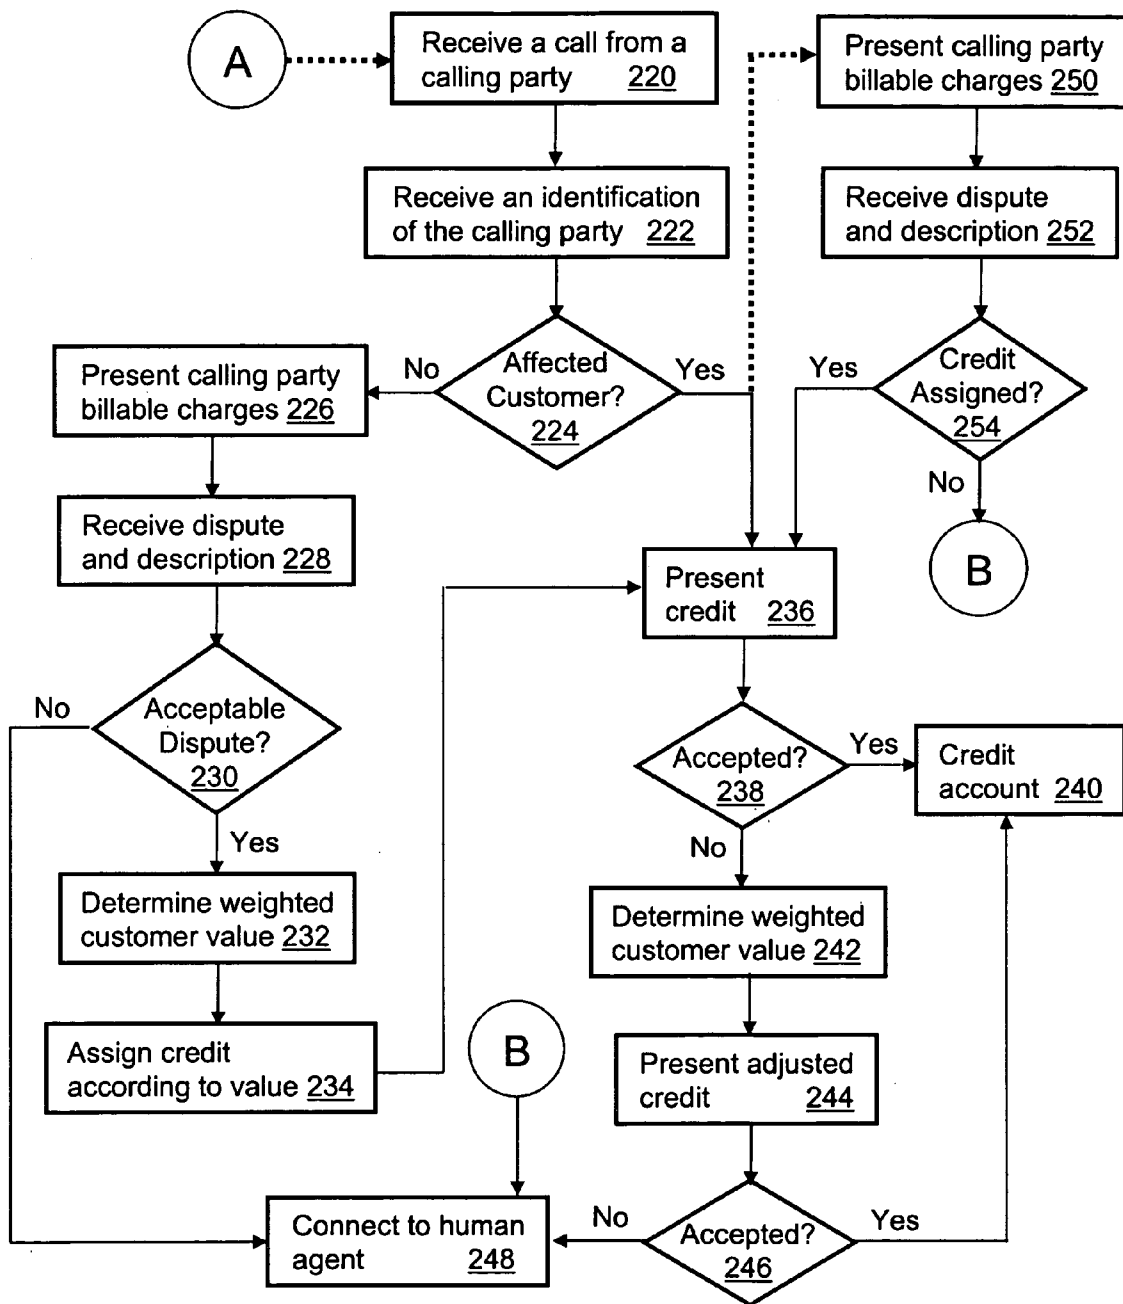 A
Receive a call from a
calling party 220
Present calling party
billable charges 250
Receive an identification
of the calling party 222
Receive dispute
and description 252
Affected
Customer?
224
No
Yes
Credit
Assigned?
254
Yes
No
B
Present calling party
billable charges 226
Receive dispute
and description 228
Present
credit 236
Acceptable
Dispute?
230
No
Yes
Accepted?
238
Yes
No
Credit
account 240
Determine weighted
customer value 232
Determine weighted
customer value 242
Assign credit
according to value 234
B
Present adjusted
credit 244
Connect to human
agent 248
No
Accepted?
246
Yes